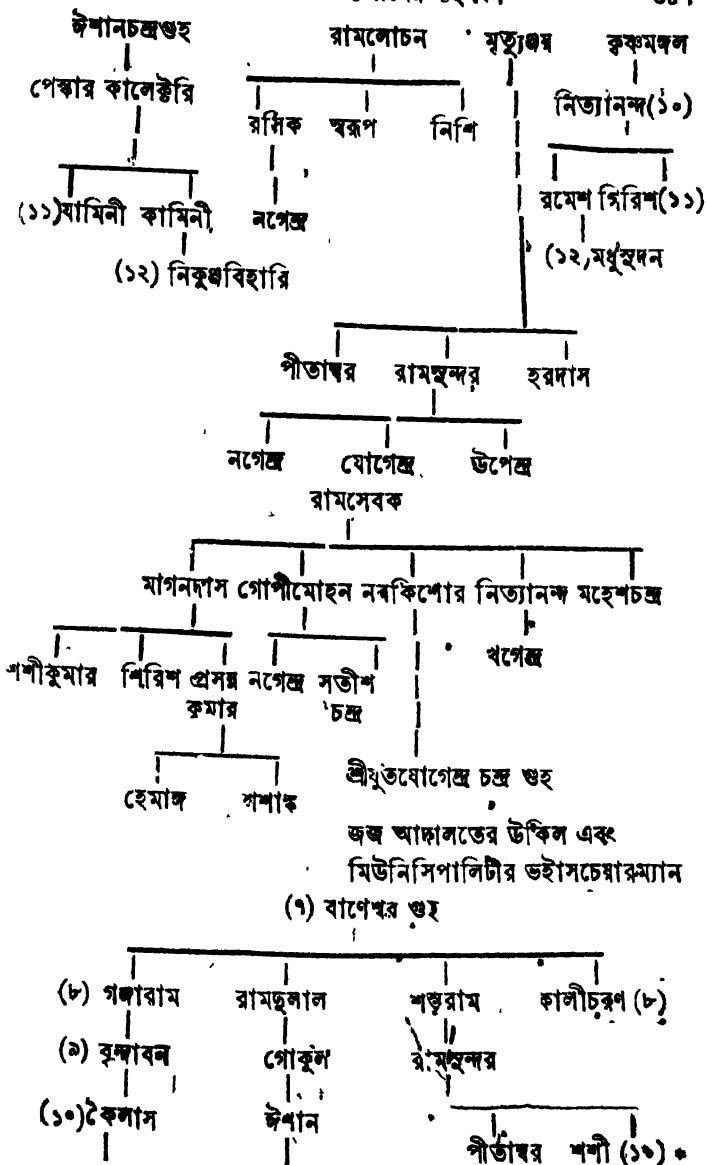 ঈশানচন্দ্রগুহ রামলোচন মৃত্যুঞ্জয় কৃষ্ণমঙ্গল
পেস্কার কালেক্টরি নিত্যানন্দ(১০)
রসিক স্বরূপ নিশি
(১১)যামিনী কামিনী নগেন্দ্র রমেশ গিরিশ(১১)
(১২) নিকুঞ্জবিহারি (১২)মধুসূদন
পীতাম্বর রামসুন্দর হরদাস
নগেন্দ্র যোগেন্দ্র উপেন্দ্র
রামসেবক
মাগনদাস গোপীমোহন নবকিশোর নিত্যানন্দ মহেশচন্দ্র
শশীকুমার শিরিশ প্রসন্ন নগেন্দ্র সতীশ খগেন্দ্র
কুমার চন্দ্র
হেমাঙ্গ শশাঙ্ক শ্রীযুতযোগেন্দ্র চন্দ্র গুহ
জজ আদালতের উকিল এবং
মিউনিসিপালিটীর ভইাসচেয়ারম্যান
(৭) বাণেশ্বর গুহ
(৮) গঙ্গারাম রামদুলাল শম্ভুরাম কালীচরণ (৮)
(৯) বৃন্দাবন গোকুল রামসুন্দর
(১০)কৈলাস ঈশান
পীতাম্বর শশী (১০)